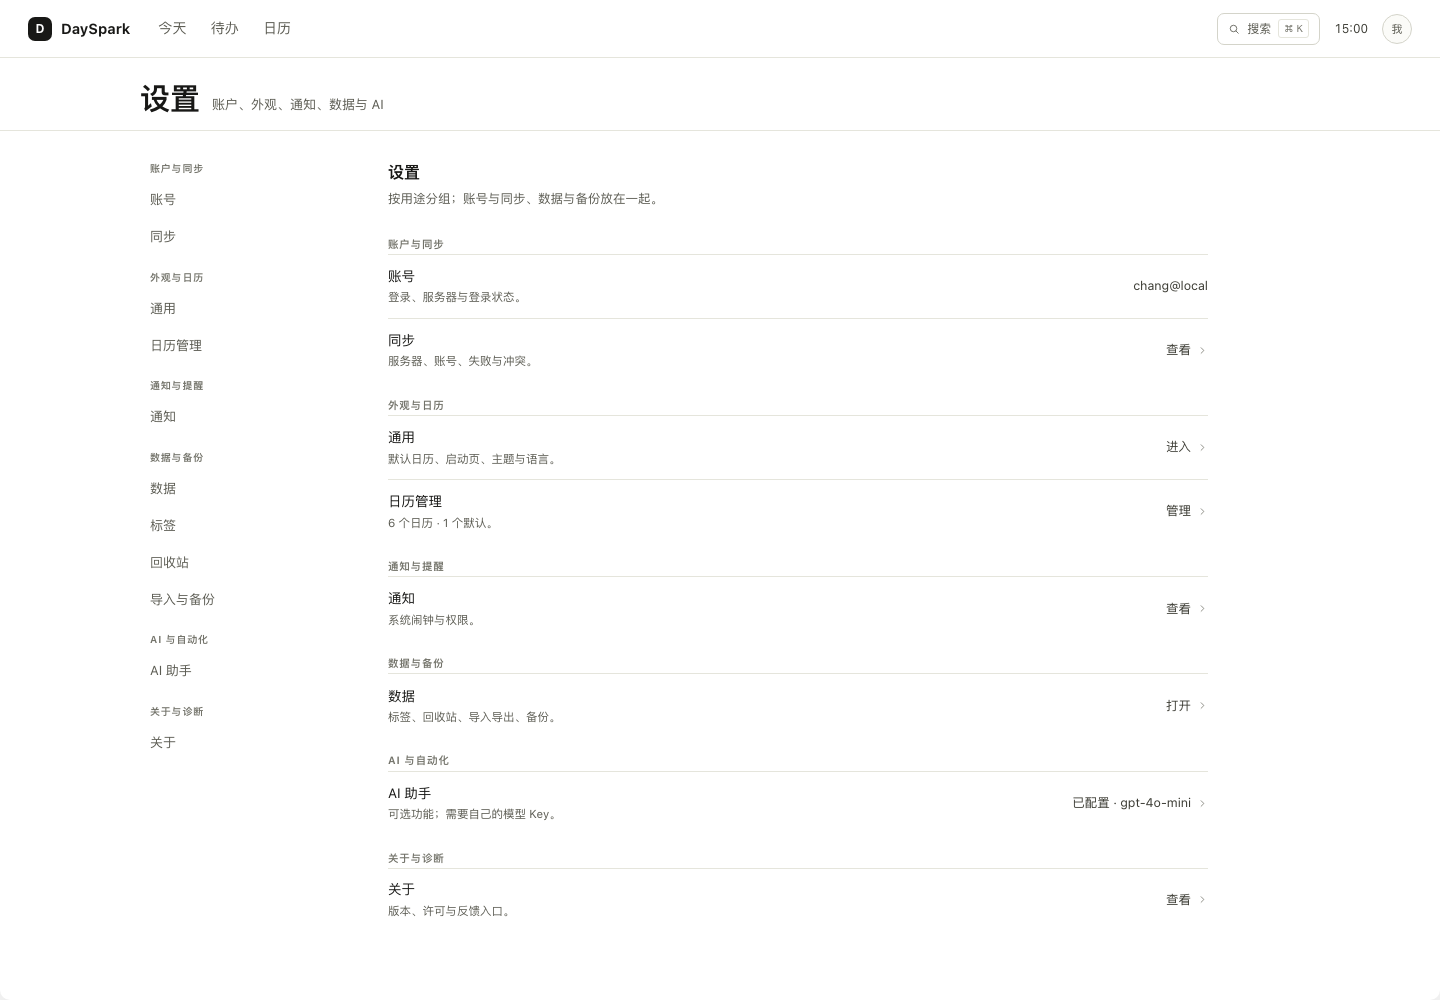 D DaySpark 今天 待办 日历 搜索 ⌘ K 15:00 我
设置 账户、外观、通知、数据与 AI
账户与同步
账号
同步
外观与日历
通用
日历管理
通知与提醒
通知
数据与备份
数据
标签
回收站
导入与备份
AI 与自动化
AI 助手
关于与诊断
关于
设置
按用途分组；账号与同步、数据与备份放在一起。
账户与同步
账号
登录、服务器与登录状态。
chang@local
同步
服务器、账号、失败与冲突。
查看
外观与日历
通用
默认日历、启动页、主题与语言。
进入
日历管理
6 个日历 · 1 个默认。
管理
通知与提醒
通知
系统闹钟与权限。
查看
数据与备份
数据
标签、回收站、导入导出、备份。
打开
AI 与自动化
AI 助手
可选功能；需要自己的模型 Key。
已配置 · gpt-4o-mini
关于与诊断
关于
版本、许可与反馈入口。
查看